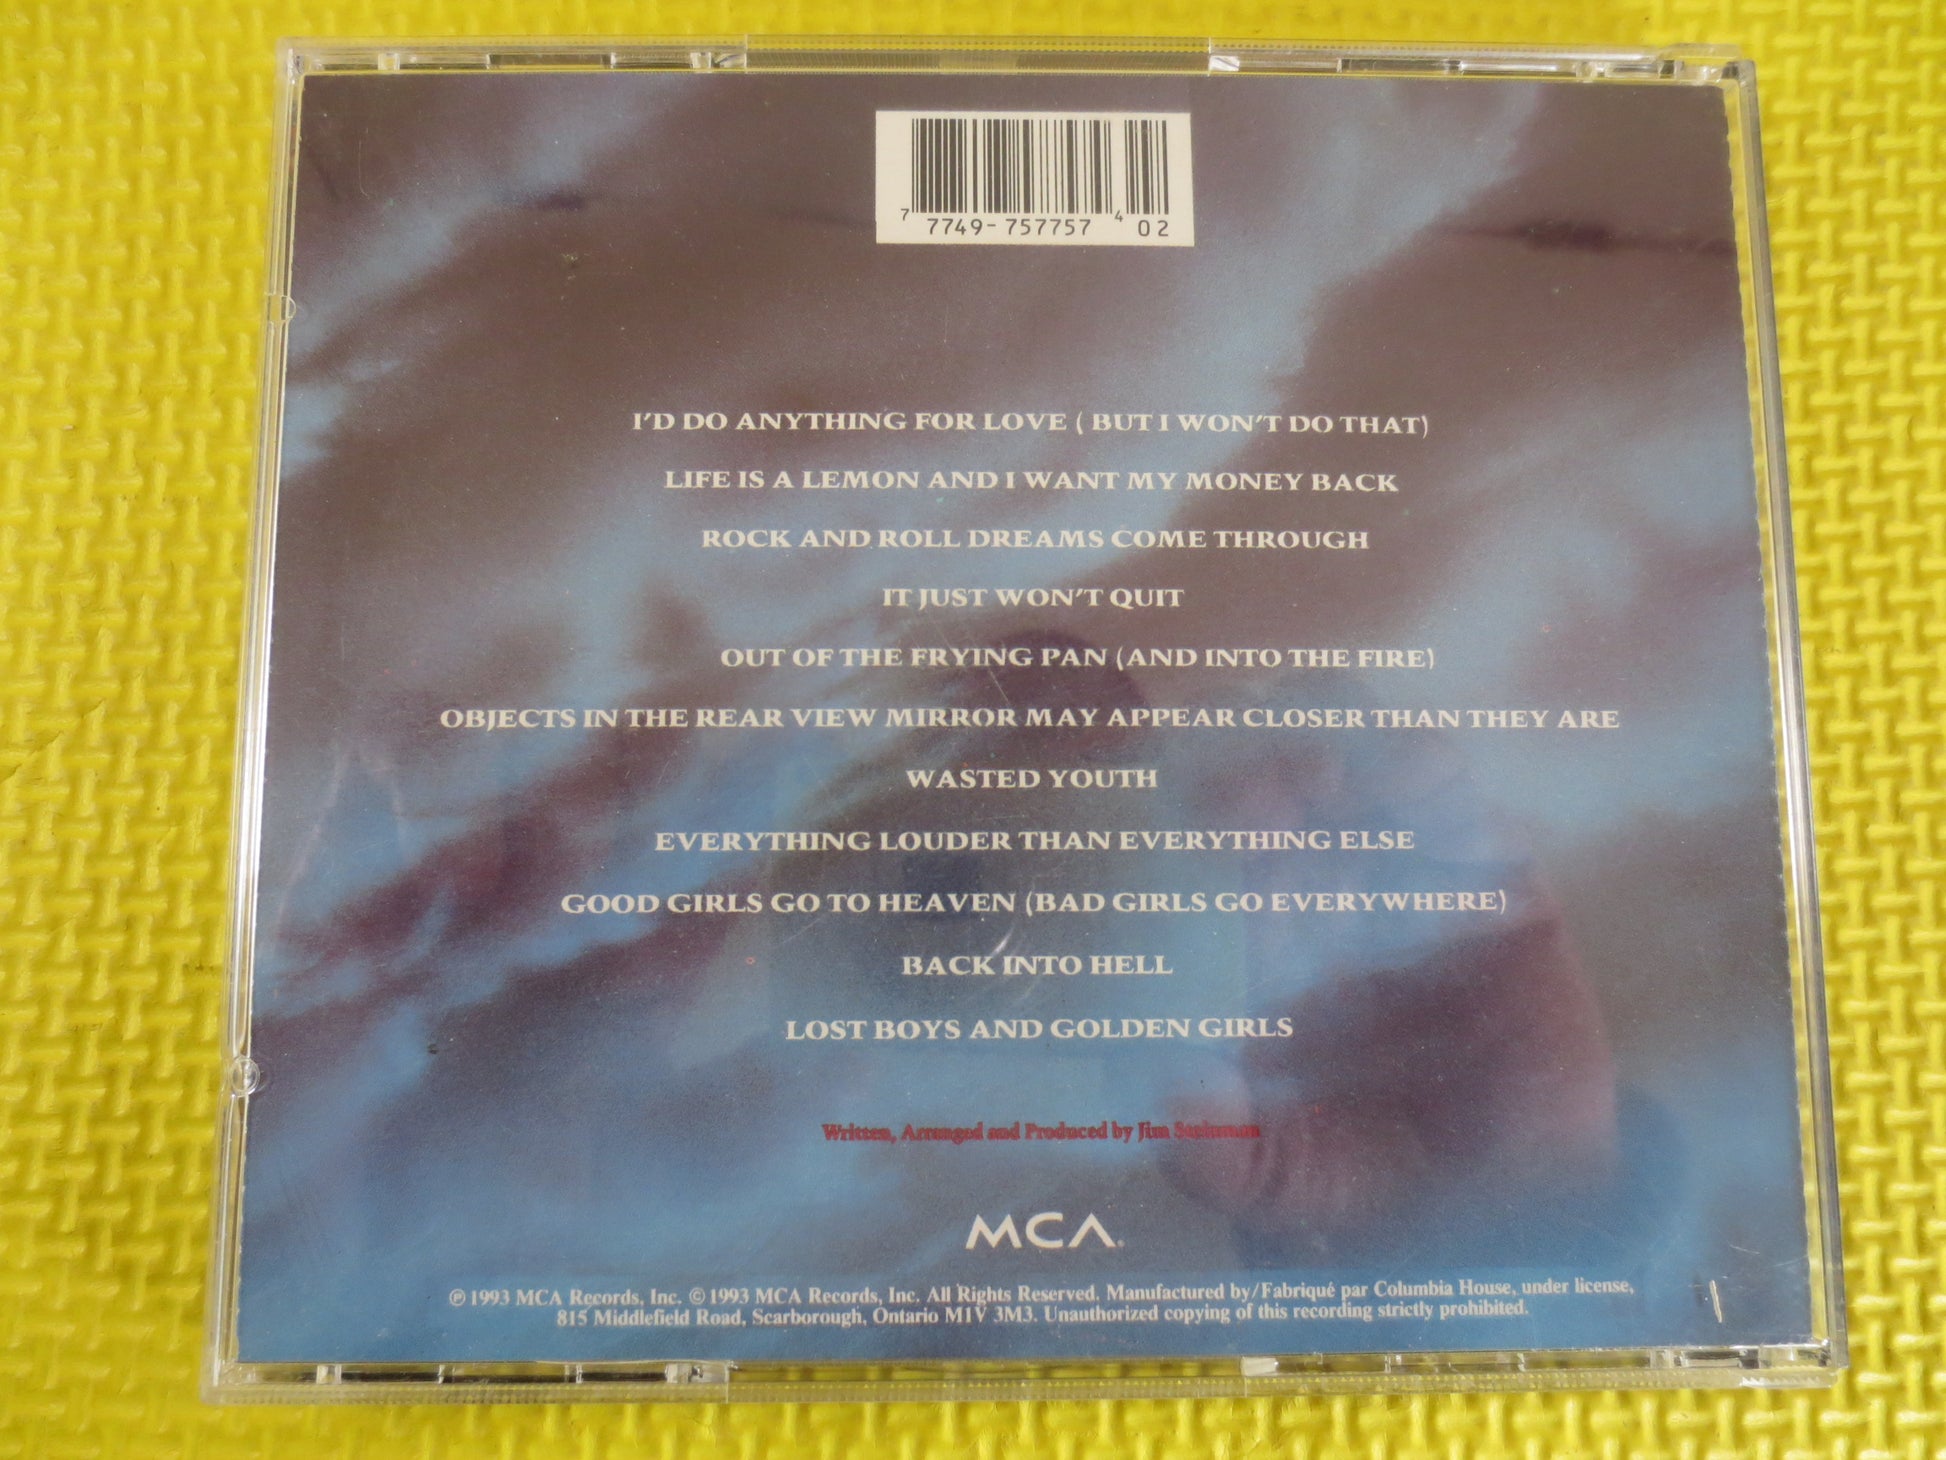 7 7749-757757 4 02
I'D DO ANYTHING FOR LOVE ( BUT I WON'T DO THAT)
LIFE IS A LEMON AND I WANT MY MONEY BACK
ROCK AND ROLL DREAMS COME THROUGH
IT JUST WON'T QUIT
OUT OF THE FRYING PAN (AND INTO THE FIRE)
OBJECTS IN THE REAR VIEW MIRROR MAY APPEAR CLOSER THAN THEY ARE
WASTED YOUTH
EVERYTHING LOUDER THAN EVERYTHING ELSE
GOOD GIRLS GO TO HEAVEN (BAD GIRLS GO EVERYWHERE)
BACK INTO HELL
LOST BOYS AND GOLDEN GIRLS
Written, Arranged and Produced by Jim Steinman
MCA®
℗ 1993 MCA Records, Inc. © 1993 MCA Records, Inc. All Rights Reserved. Manufactured by/Fabriqué par Columbia House, under license,
815 Middlefield Road, Scarborough, Ontario M1V 3M3. Unauthorized copying of this recording strictly prohibited.